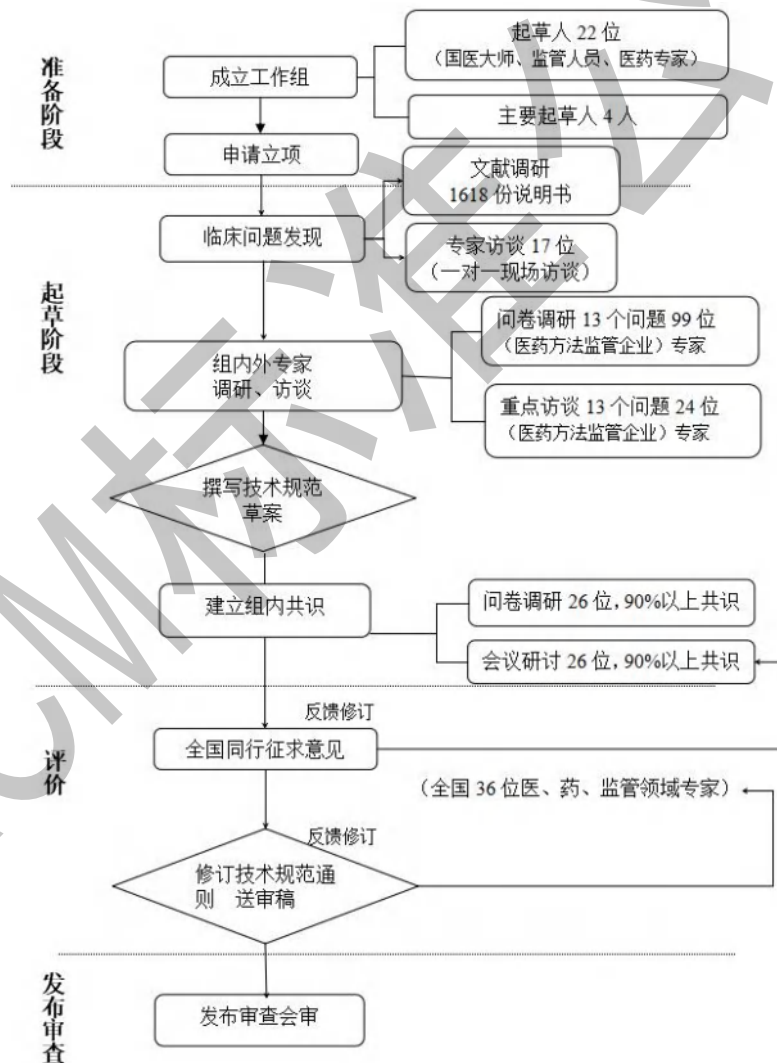 准备阶段
起草人 22 位
（国医大师、监管人员、医药专家）
成立工作组
主要起草人 4 人
申请立项
文献调研
1618 份说明书
临床问题发现
专家访谈 17 位
（一对一现场访谈）
起草阶段
问卷调研 13 个问题 99 位
（医药方法监管企业）专家
组内外专家
调研、访谈
重点访谈 13 个问题 24 位
（医药方法监管企业）专家
撰写技术规范
草案
建立组内共识
问卷调研 26 位，90%以上共识
会议研讨 26 位，90%以上共识
反馈修订
评价
全国同行征求意见
（全国 36 位医、药、监管领域专家）
反馈修订
修订技术规范通
则 送审稿
发布审查
发布审查会审
CM标准公